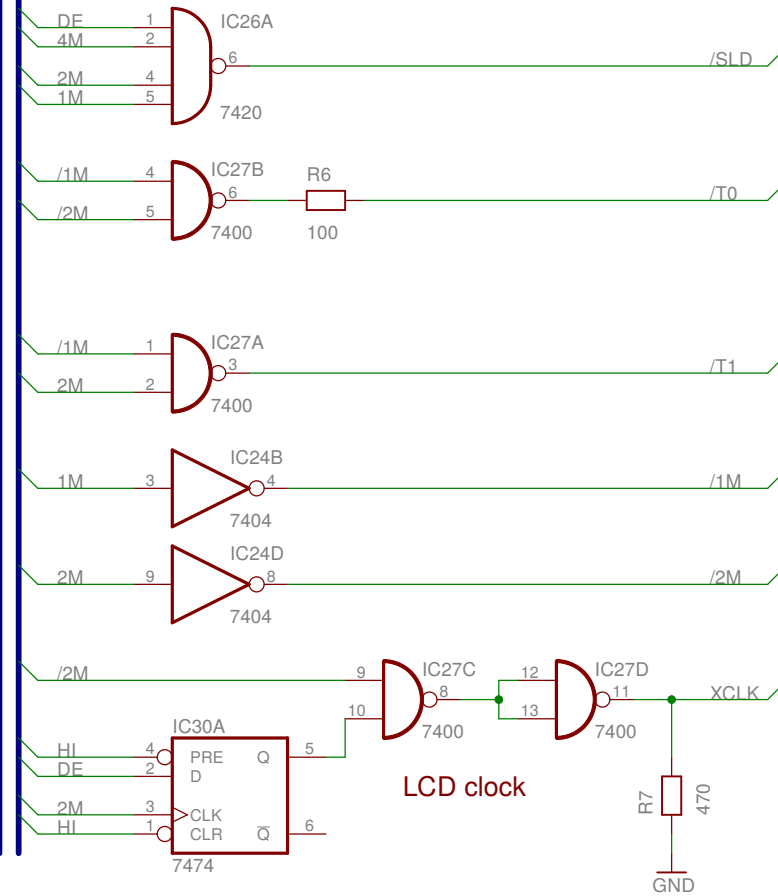 DE 1 IC26A
4M 2
6 /SLD
2M 4
1M 5
7420
/1M 4 IC27B R6
6 /T0
/2M 5
7400 100
/1M 1 IC27A
3 /T1
2M 2
7400
IC24B
1M 3 4 /1M
7404
IC24D
2M 9 8 /2M
7404
/2M 9 IC27C 12 IC27D
8 11 XCLK
10 13
7400 7400
IC30A
HI 4 PRE Q 5
DE 2 D
LCD clock
R7 470
2M 3 CLK
HI 1 CLR Q̅ 6
7474
GND